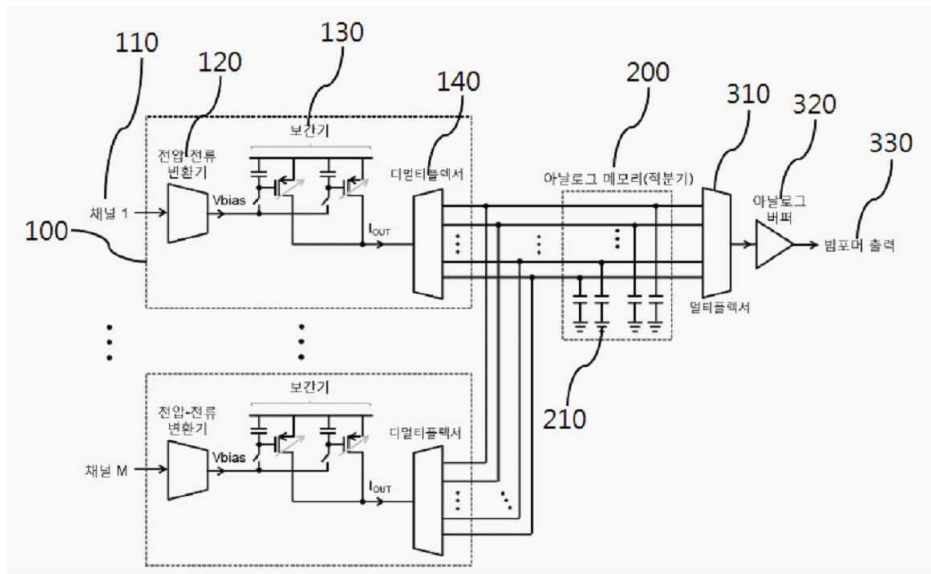 110
120
130
140
200
310
320
330
보간기
전압-전류
변환기
디멀티플렉서
아날로그 메모리(적분기)
아날로그
버퍼
채널 1
Vbias
IOUT
빔포머 출력
100
멀티플렉서
210
보간기
전압-전류
변환기
디멀티플렉서
채널 M
Vbias
IOUT